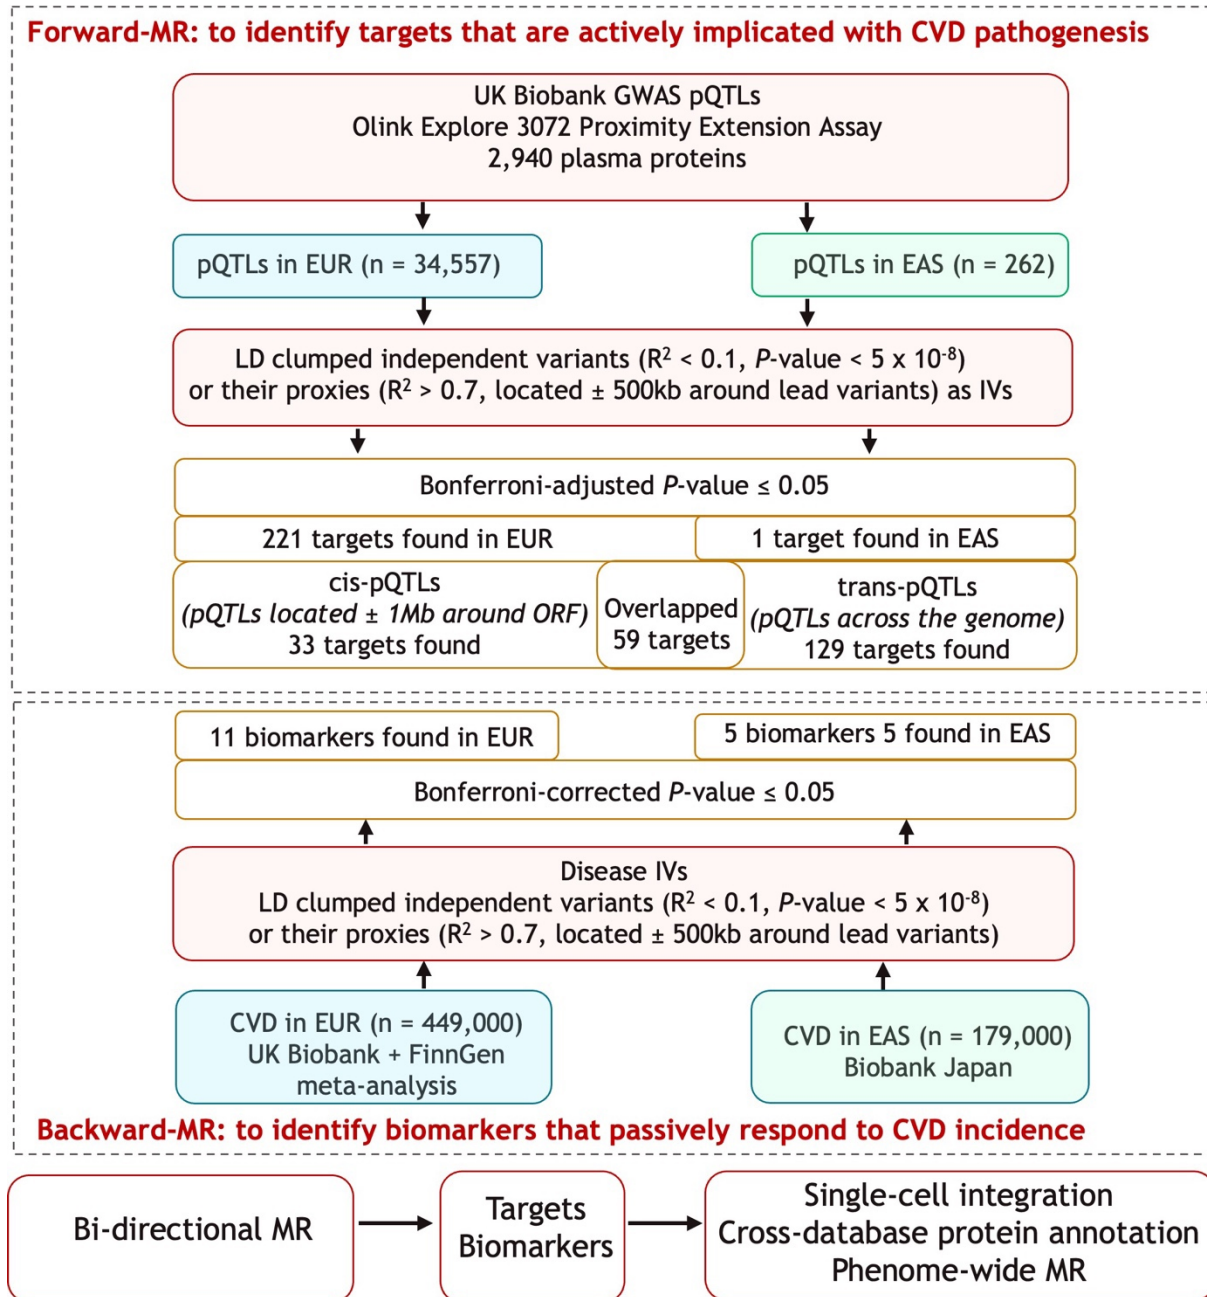 Forward-MR: to identify targets that are actively implicated with CVD pathogenesis
UK Biobank GWAS pQTLs
Olink Explore 3072 Proximity Extension Assay
2,940 plasma proteins
pQTLs in EUR (n = 34,557)
pQTLs in EAS (n = 262)
LD clumped independent variants (R² < 0.1, P-value < 5 x 10⁻⁸)
or their proxies (R² > 0.7, located ± 500kb around lead variants) as IVs
Bonferroni-adjusted P-value ≤ 0.05
221 targets found in EUR
1 target found in EAS
cis-pQTLs
(pQTLs located ± 1Mb around ORF)
33 targets found
Overlapped
59 targets
trans-pQTLs
(pQTLs across the genome)
129 targets found
11 biomarkers found in EUR
5 biomarkers 5 found in EAS
Bonferroni-corrected P-value ≤ 0.05
Disease IVs
LD clumped independent variants (R² < 0.1, P-value < 5 x 10⁻⁸)
or their proxies (R² > 0.7, located ± 500kb around lead variants)
CVD in EUR (n = 449,000)
UK Biobank + FinnGen
meta-analysis
CVD in EAS (n = 179,000)
Biobank Japan
Backward-MR: to identify biomarkers that passively respond to CVD incidence
Bi-directional MR
Targets
Biomarkers
Single-cell integration
Cross-database protein annotation
Phenome-wide MR